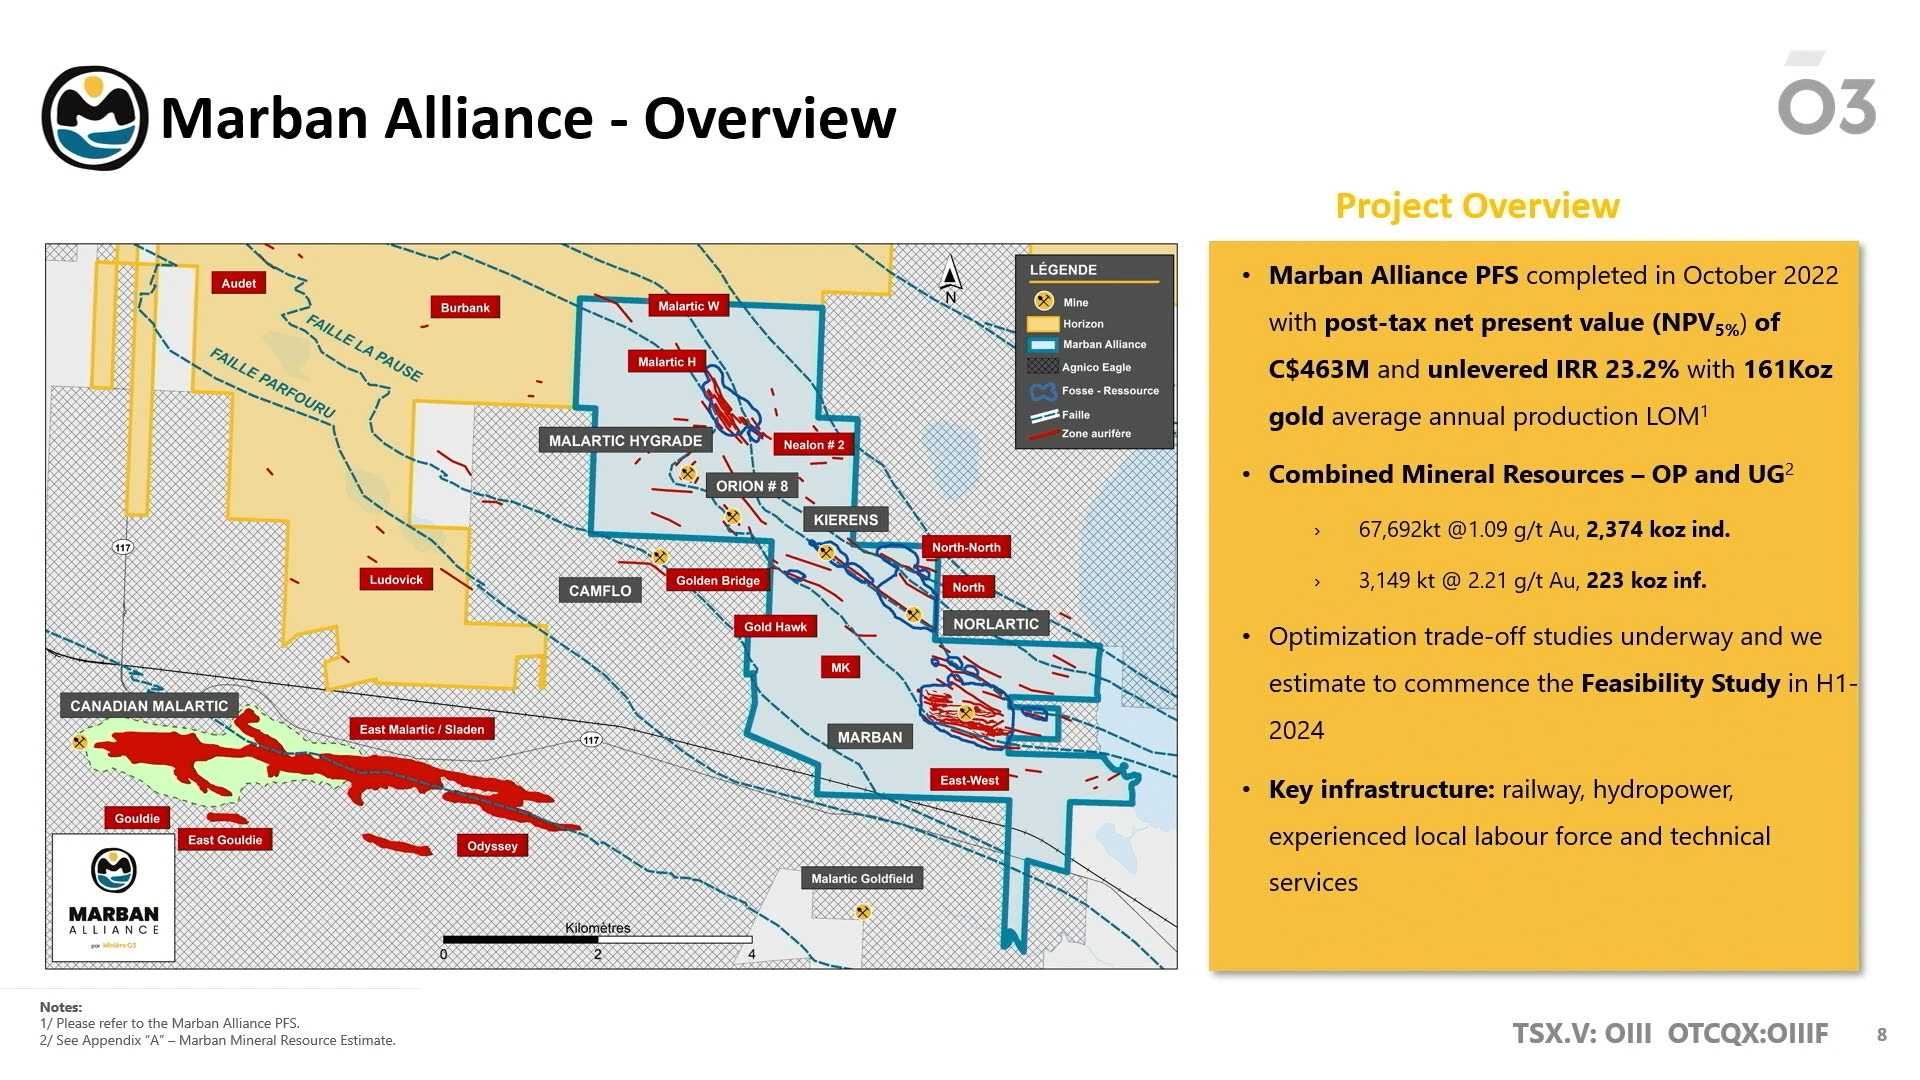 Marban Alliance - Overview
Ō3
Project Overview
Audet
Burbank
Malartic W
FAILLE LA PAUSE
FAILLE PARFOURU
Malartic H
MALARTIC HYGRADE
Nealon # 2
ORION # 8
KIERENS
117
North-North
Ludovick
Golden Bridge
North
CAMFLO
Gold Hawk
NORLARTIC
MK
CANADIAN MALARTIC
East Malartic / Sladen
117
MARBAN
East-West
Gouldie
East Gouldie
Odyssey
Malartic Goldfield
N
LÉGENDE
Mine
Horizon
Marban Alliance
Agnico Eagle
Fosse - Ressource
Faille
Zone aurifère
MARBAN
ALLIANCE
par Minière O3
Kilomètres
0 2 4
• Marban Alliance PFS completed in October 2022
with post-tax net present value (NPV5%) of
C$463M and unlevered IRR 23.2% with 161Koz
gold average annual production LOM1
• Combined Mineral Resources – OP and UG2
› 67,692kt @1.09 g/t Au, 2,374 koz ind.
› 3,149 kt @ 2.21 g/t Au, 223 koz inf.
• Optimization trade-off studies underway and we
estimate to commence the Feasibility Study in H1-
2024
• Key infrastructure: railway, hydropower,
experienced local labour force and technical
services
Notes:
1/ Please refer to the Marban Alliance PFS.
2/ See Appendix “A” – Marban Mineral Resource Estimate.
TSX.V: OIII OTCQX:OIIIF
8